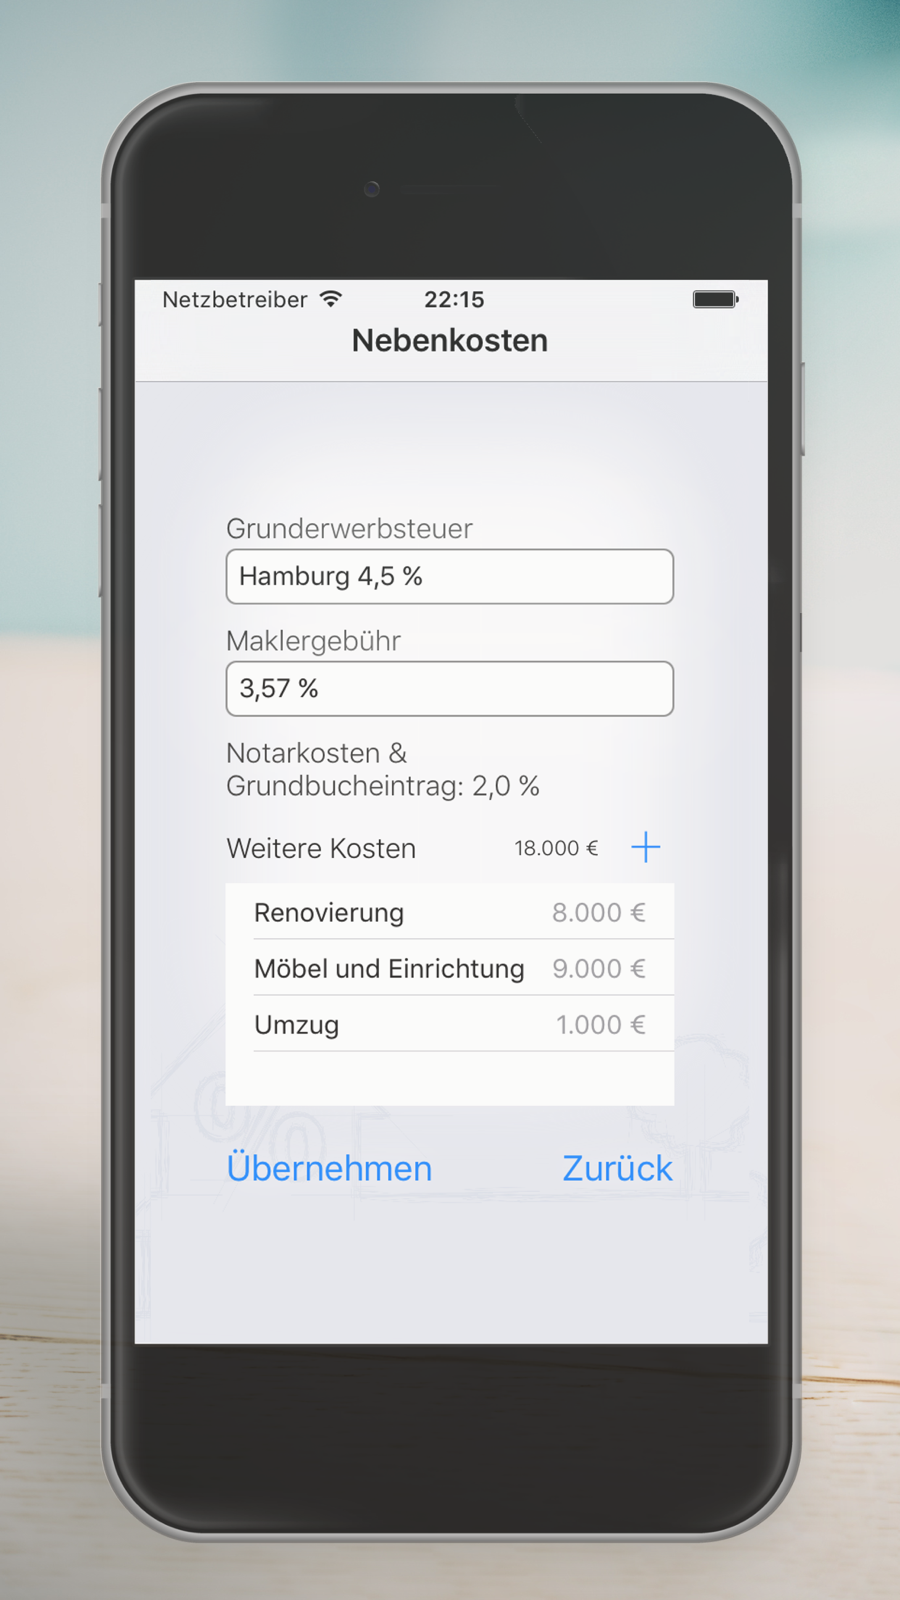 Netzbetreiber 22:15
Nebenkosten
Grunderwerbsteuer
Hamburg 4,5 %
Maklergebühr
3,57 %
Notarkosten &
Grundbucheintrag: 2,0 %
Weitere Kosten 18.000 €
Renovierung 8.000 €
Möbel und Einrichtung 9.000 €
Umzug 1.000 €
Übernehmen Zurück